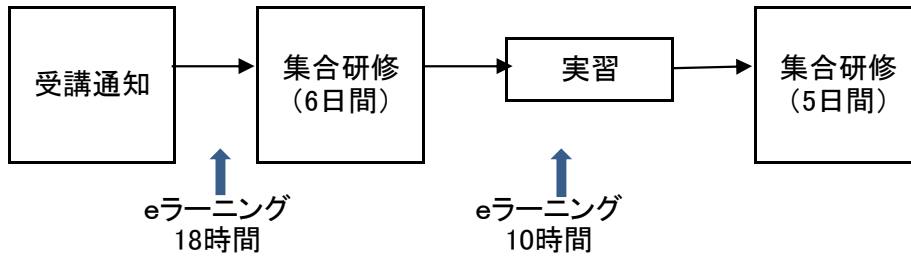 受講通知
集合研修
（6日間）
実習
集合研修
（5日間）
eラーニング
18時間
eラーニング
10時間